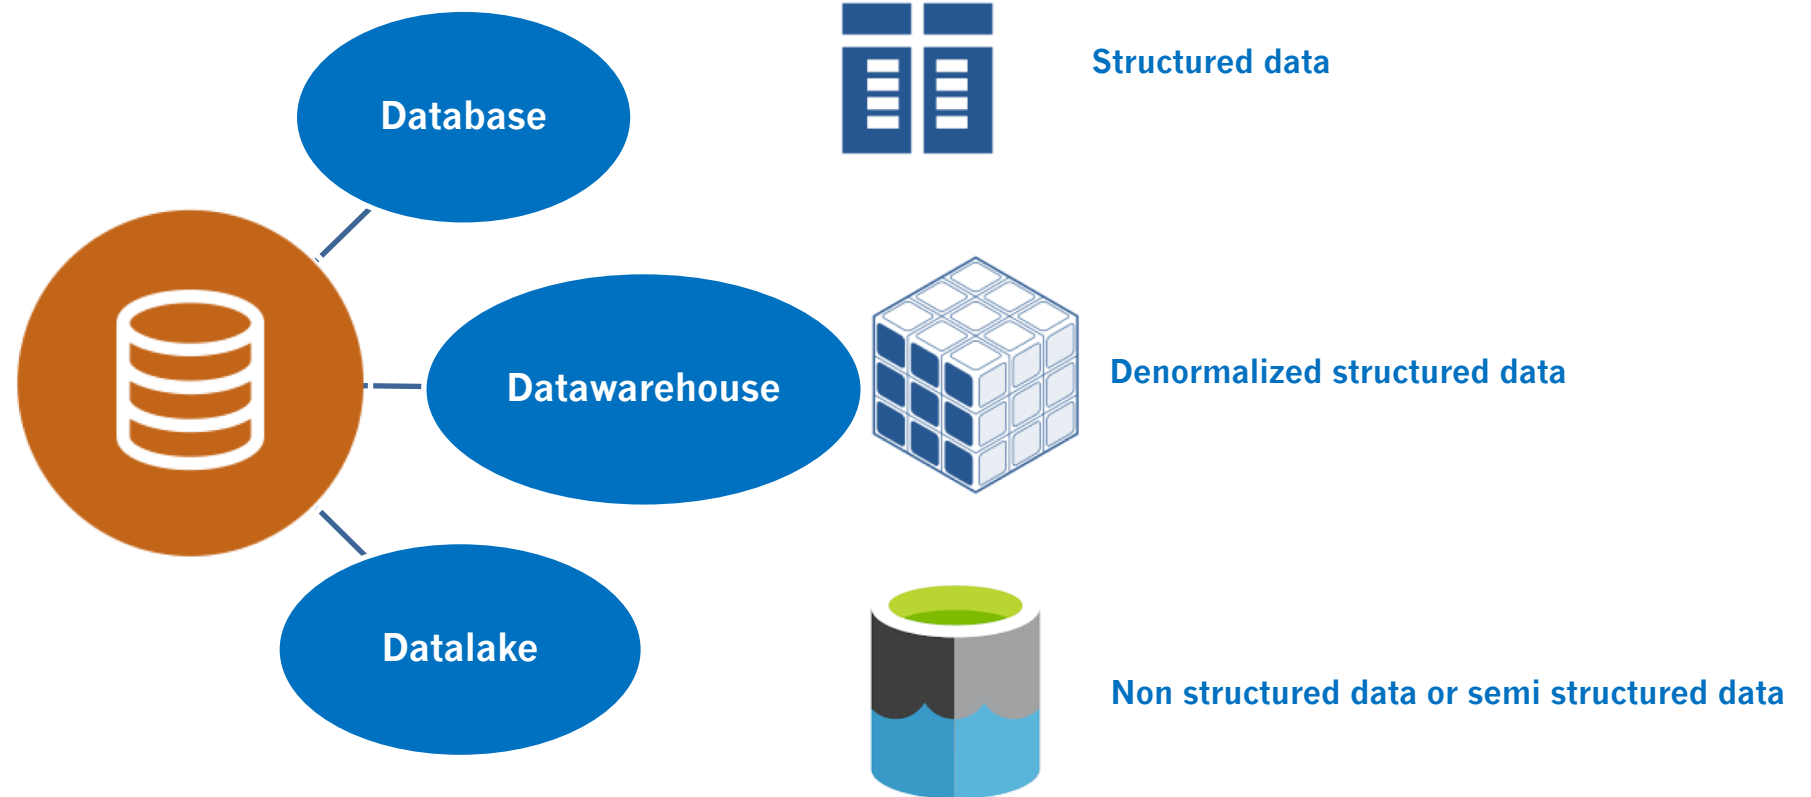 Database
Structured data
Datawarehouse
Denormalized structured data
Datalake
Non structured data or semi structured data